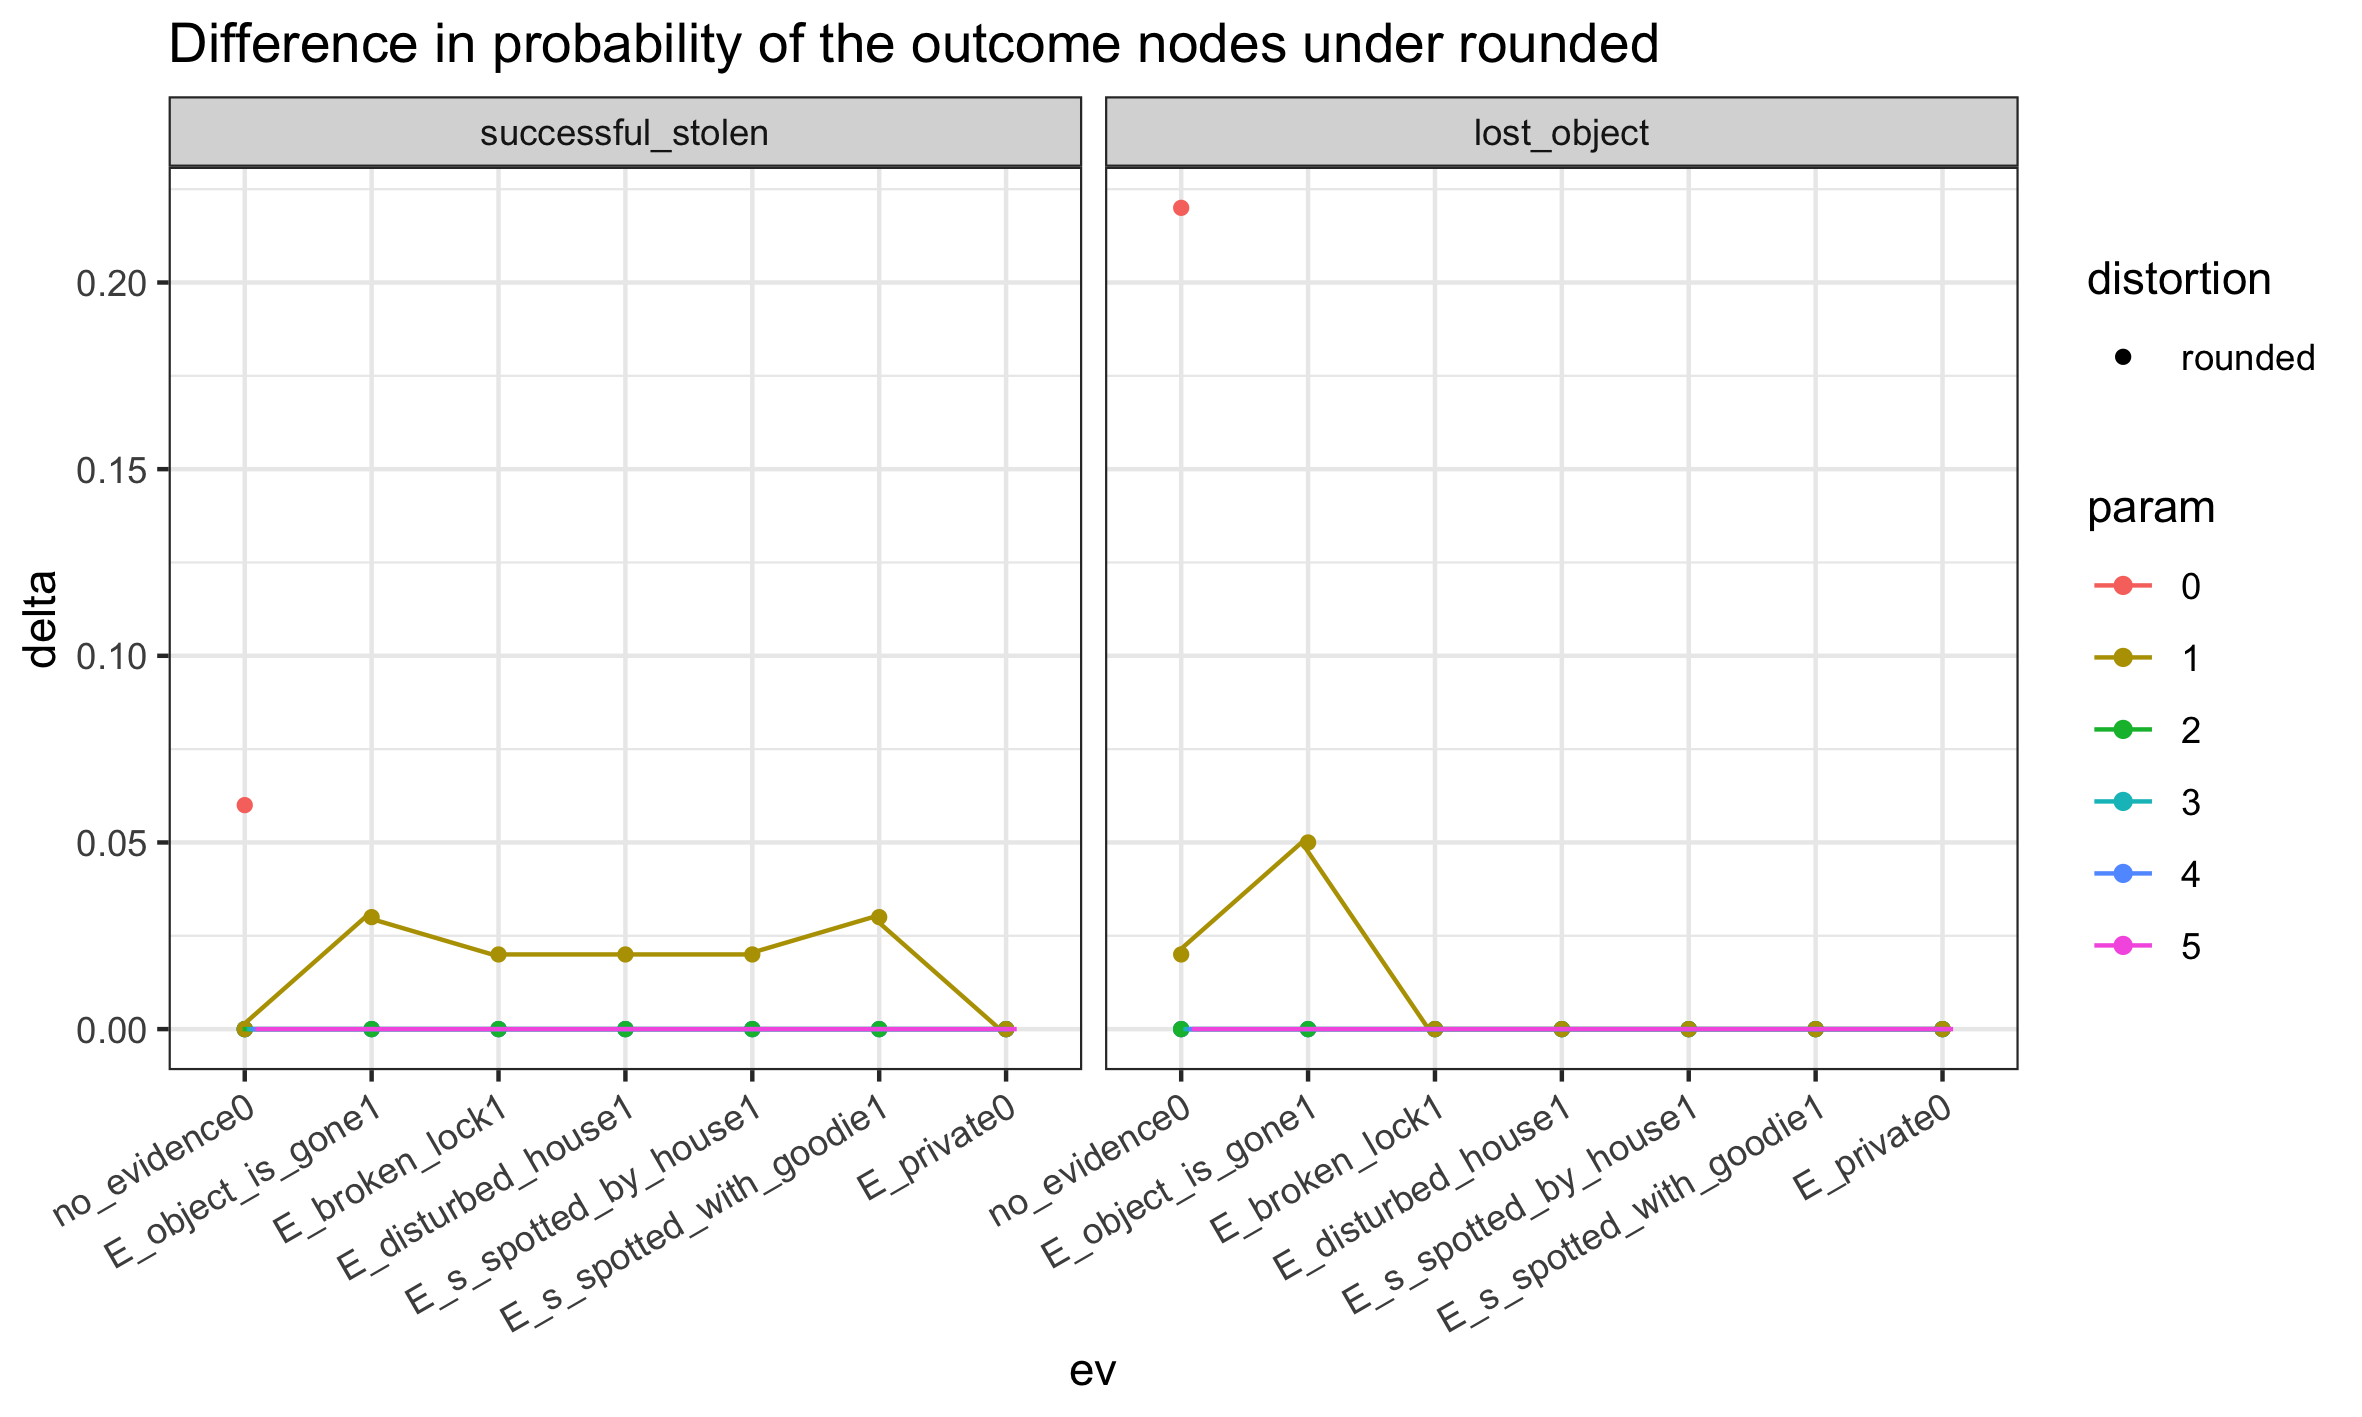 Difference in probability of the outcome nodes under rounded
successful_stolen
lost_object
delta
0.20
0.15
0.10
0.05
0.00
no_evidence0
E_object_is_gone1
E_broken_lock1
E_disturbed_house1
E_s_spotted_by_house1
E_s_spotted_with_goodie1
E_private0
no_evidence0
E_object_is_gone1
E_broken_lock1
E_disturbed_house1
E_s_spotted_by_house1
E_s_spotted_with_goodie1
E_private0
ev
distortion
rounded
param
0
1
2
3
4
5